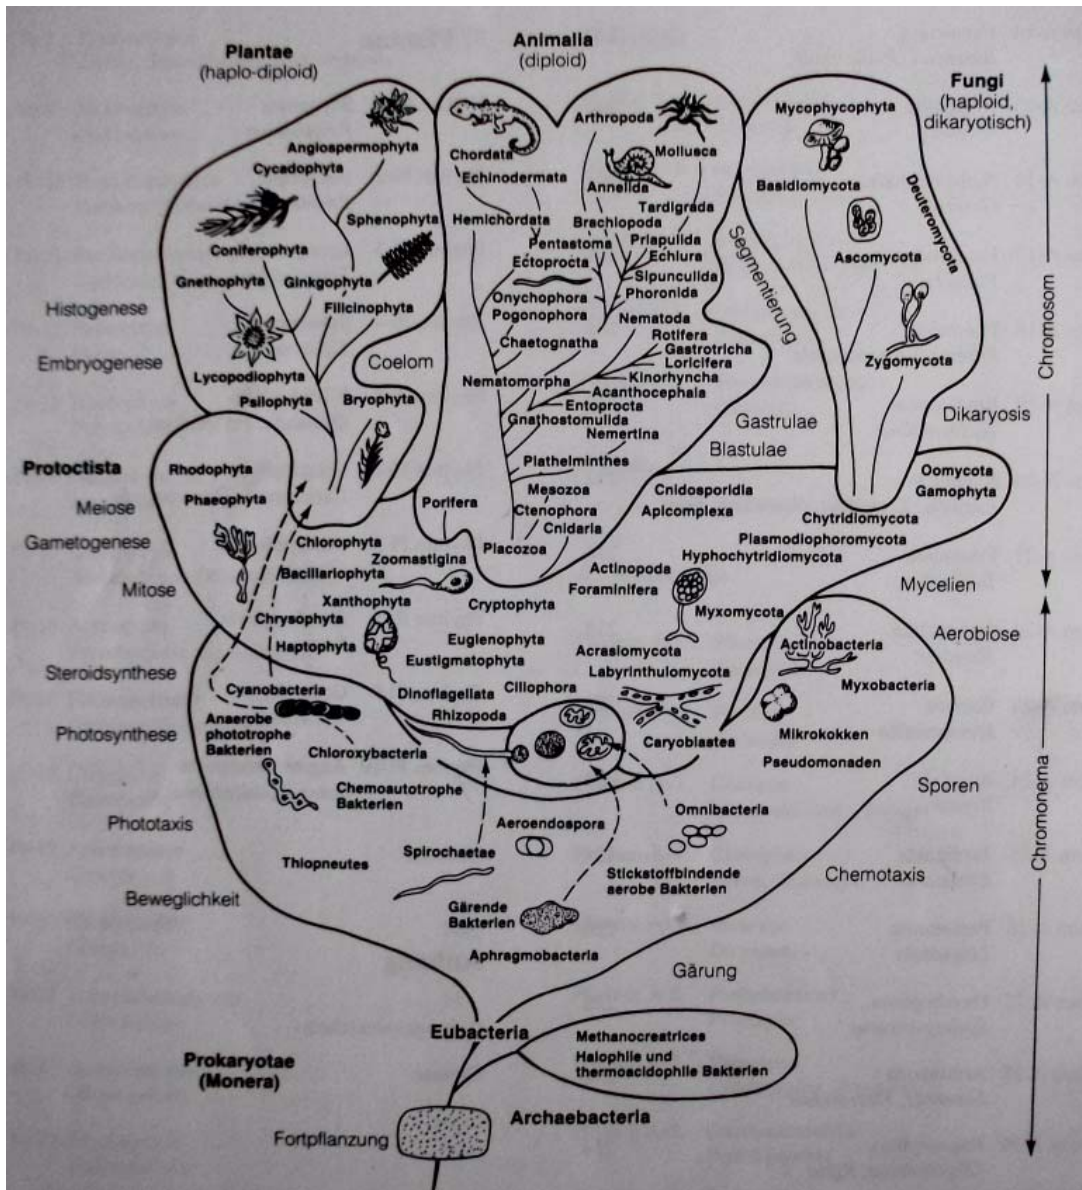 Plantae
(haplo-diploid)
Animalia
(diploid)
Fungi
(haploid,
dikaryotisch)
Angiospermophyta
Cycadophyta
Sphenophyta
Coniferophyta
Gnethophyta
Ginkgophyta
Filicinophyta
Lycopodiophyta
Psilophyta
Bryophyta
Arthropoda
Chordata
Mollusca
Echinodermata
Annelida
Tardigrada
Hemichordata
Brachiopoda
Pentastoma
Priapulida
Ectoprocta
Echiura
Sipunculida
Onychophora
Phoronida
Pogonophora
Nematoda
Chaetognatha
Rotifera
Gastrotricha
Loricifera
Nematomorpha
Kinorhyncha
Acanthocephala
Entoprocta
Gnathostomulida
Nemertina
Plathelminthes
Mesozoa
Ctenophora
Cnidaria
Placozoa
Porifera
Mycophycophyta
Basidiomycota
Deuteromycota
Ascomycota
Zygomycota
Segmentierung
Coelom
Gastrulae
Blastulae
Dikaryosis
Histogenese
Embryogenese
Protoctista
Meiose
Gametogenese
Mitose
Steroidsynthese
Photosynthese
Phototaxis
Beweglichkeit
Rhodophyta
Phaeophyta
Chlorophyta
Zoomastigina
Bacillariophyta
Xanthophyta
Chrysophyta
Haptophyta
Cryptophyta
Euglenophyta
Eustigmatophyta
Dinoflagellata
Ciliophora
Rhizopoda
Cnidosporidia
Apicomplexa
Oomycota
Gamophyta
Chytridiomycota
Plasmodiophoromycota
Hyphochytridiomycota
Actinopoda
Foraminifera
Myxomycota
Acrasiomycota
Labyrinthulomycota
Caryoblastea
Mycelien
Aerobiose
Sporen
Chemotaxis
Gärung
Chromosom
Chromonema
Cyanobacteria
Anaerobe
phototrophe
Bakterien
Chloroxybacteria
Chemoautotrophe
Bakterien
Thiopneutes
Spirochaetae
Aeroendospora
Gärende
Bakterien
Aphragmobacteria
Stickstoffbindende
aerobe Bakterien
Omnibacteria
Actinobacteria
Myxobacteria
Mikrokokken
Pseudomonaden
Eubacteria
Methanocreatrices
Halophile und
thermoacidophile Bakterien
Prokaryotae
(Monera)
Archaebacteria
Fortpflanzung